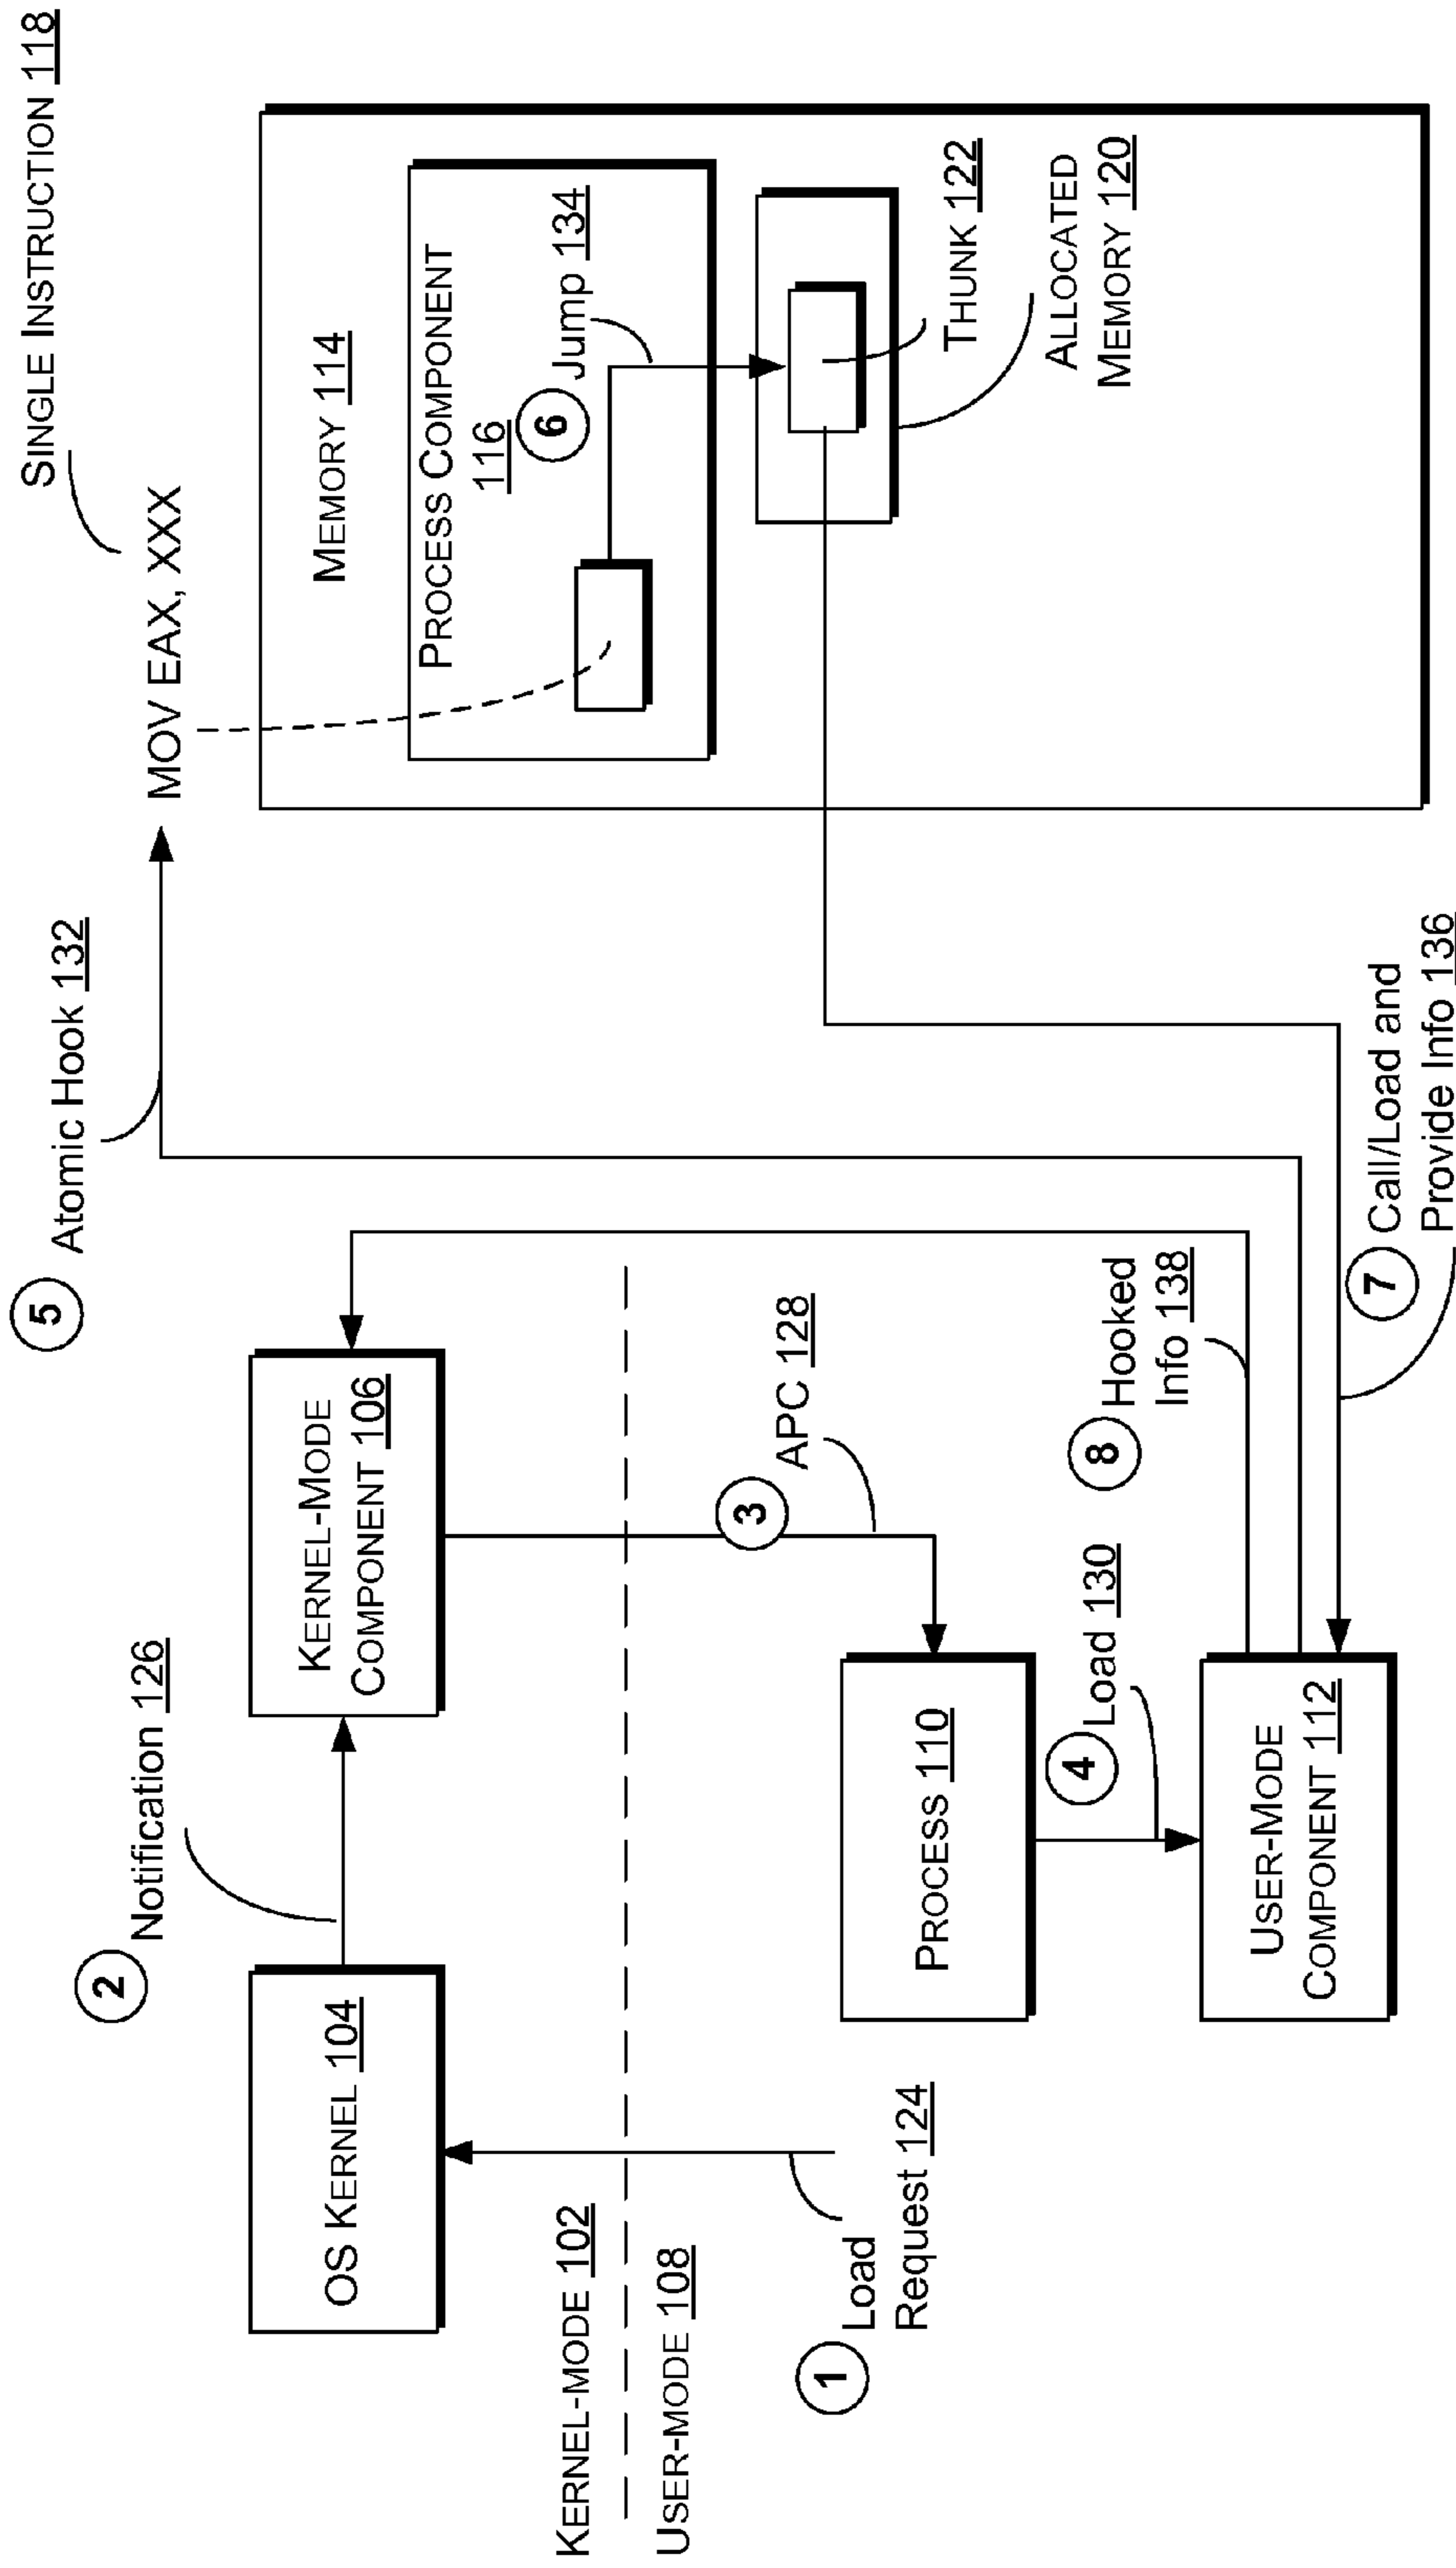 5
Atomic Hook 132
SINGLE INSTRUCTION 118
MOV EAX, XXX
2
Notification 126
OS KERNEL 104
KERNEL-MODE
COMPONENT 106
MEMORY 114
PROCESS COMPONENT
116
6
Jump 134
KERNEL-MODE 102
USER-MODE 108
3
APC 128
1
Load
Request 124
PROCESS 110
THUNK 122
ALLOCATED
MEMORY 120
4
Load 130
8
Hooked
Info 138
USER-MODE
COMPONENT 112
7
Call/Load and
Provide Info 136